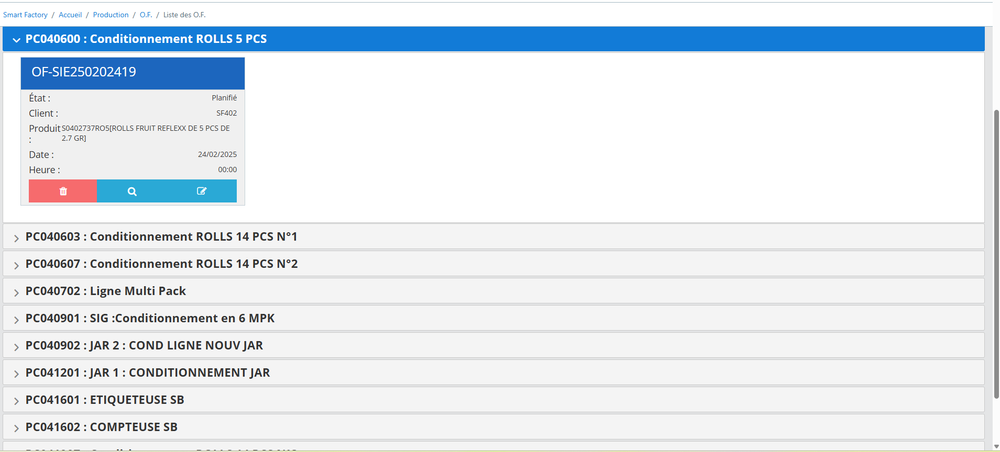 Smart Factory / Accueil / Production / O.F. / Liste des O.F.
PC040600 : Conditionnement ROLLS 5 PCS
OF-SIE250202419
État : Planifié
Client : SF402
Produit : S0402737RO5[ROLLS FRUIT REFLEXX DE 5 PCS DE
2.7 GR]
Date : 24/02/2025
Heure : 00:00
PC040603 : Conditionnement ROLLS 14 PCS N°1
PC040607 : Conditionnement ROLLS 14 PCS N°2
PC040702 : Ligne Multi Pack
PC040901 : SIG :Conditionnement en 6 MPK
PC040902 : JAR 2 : COND LIGNE NOUV JAR
PC041201 : JAR 1 : CONDITIONNEMENT JAR
PC041601 : ETIQUETEUSE SB
PC041602 : COMPTEUSE SB